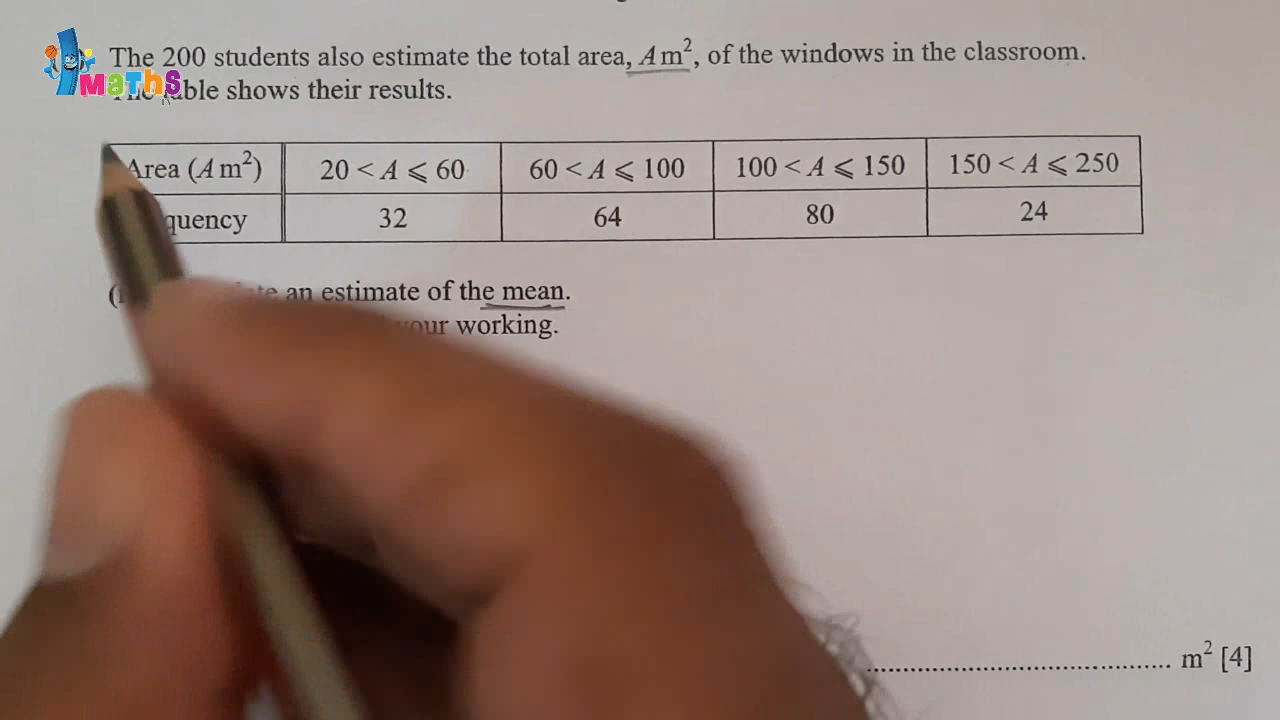 The 200 students also estimate the total area, A m², of the windows in the classroom.
MaTHS
table shows their results.
Area (A m²) 20 < A ⩽ 60 60 < A ⩽ 100 100 < A ⩽ 150 150 < A ⩽ 250
quency 32 64 80 24
an estimate of the mean.
your working.
m² [4]